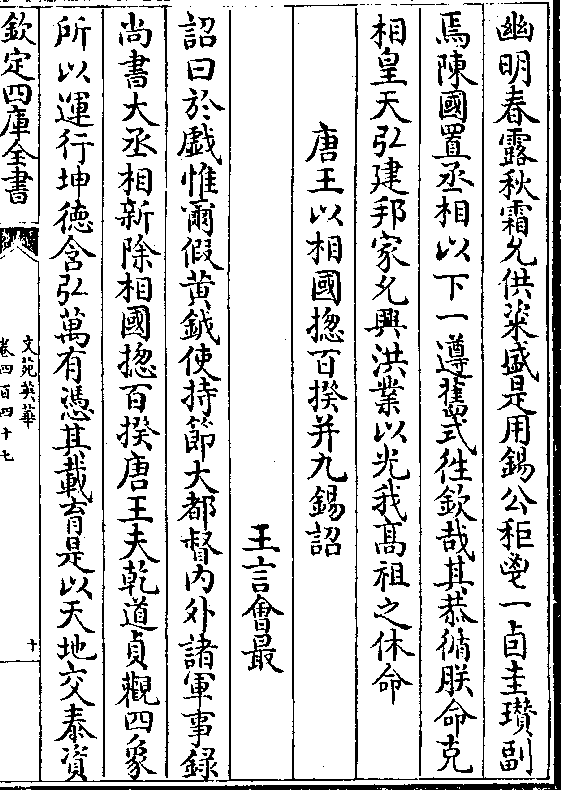 幽明春露秋霜允供粢盛是用錫公秬鬯一卣圭瓚副
焉陳國置丞相以下一遵舊式徃欽哉其恭循朕命克
相皇天弘建邦家允興洪業以光我髙祖之休命
唐王以相國揔百揆并九錫詔
王言會最
詔曰於戲惟爾假黄鉞使持節大都督内外諸軍事録
尚書大丞相新除相國揔百揆唐王夫乾道貞觀四象
所以運行坤徳含弘萬有憑其載育是以天地交泰資
欽定四庫全書
文苑英華
卷四百四十七
十